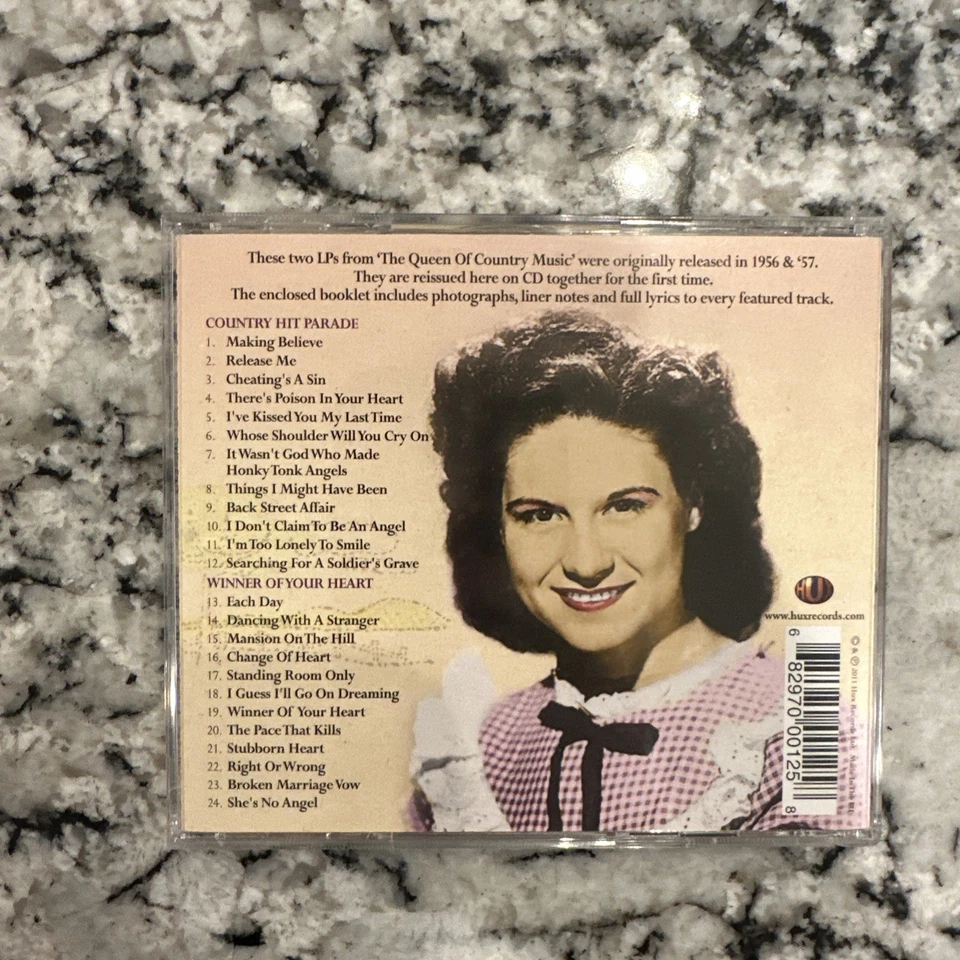 These two LPs from ‘The Queen Of Country Music’ were originally released in 1956 & ‘57.
They are reissued here on CD together for the first time.
The enclosed booklet includes photographs, liner notes and full lyrics to every featured track.
COUNTRY HIT PARADE
1. Making Believe
2. Release Me
3. Cheating's A Sin
4. There's Poison In Your Heart
5. I've Kissed You My Last Time
6. Whose Shoulder Will You Cry On
7. It Wasn't God Who Made
Honky Tonk Angels
8. Things I Might Have Been
9. Back Street Affair
10. I Don't Claim To Be An Angel
11. I'm Too Lonely To Smile
12. Searching For A Soldier's Grave
WINNER OF YOUR HEART
13. Each Day
14. Dancing With A Stranger
15. Mansion On The Hill
16. Change Of Heart
17. Standing Room Only
18. I Guess I'll Go On Dreaming
19. Winner Of Your Heart
20. The Pace That Kills
21. Stubborn Heart
22. Right Or Wrong
23. Broken Marriage Vow
24. She's No Angel
HU
www.huxrecords.com
6 82970 00125 8
© & ℗ 2011 Hux Records